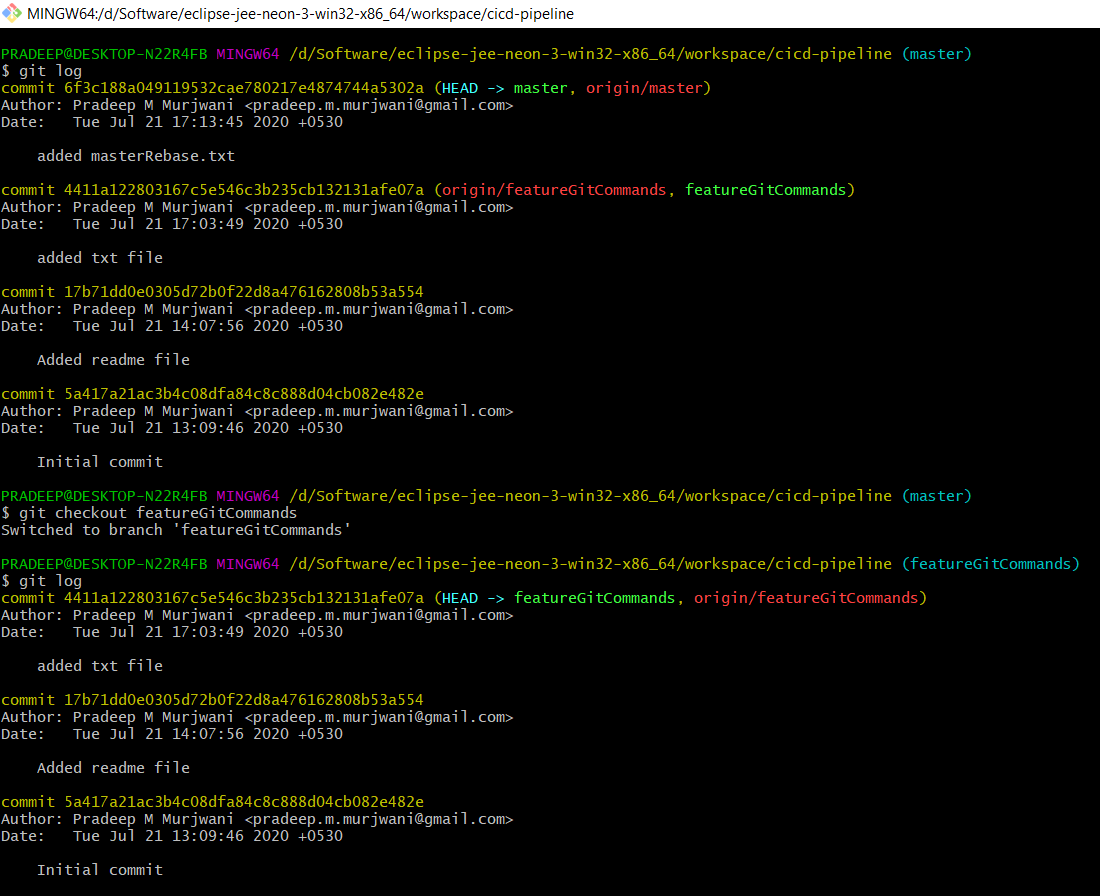 MINGW64:/d/Software/eclipse-jee-neon-3-win32-x86_64/workspace/cicd-pipeline
PRADEEP@DESKTOP-N22R4FB MINGW64 /d/Software/eclipse-jee-neon-3-win32-x86_64/workspace/cicd-pipeline (master)
$ git log
commit 6f3c188a049119532cae780217e4874744a5302a (HEAD -> master, origin/master)
Author: Pradeep M Murjwani <pradeep.m.murjwani@gmail.com>
Date:   Tue Jul 21 17:13:45 2020 +0530
    added masterRebase.txt
commit 4411a122803167c5e546c3b235cb132131afe07a (origin/featureGitCommands, featureGitCommands)
Author: Pradeep M Murjwani <pradeep.m.murjwani@gmail.com>
Date:   Tue Jul 21 17:03:49 2020 +0530
    added txt file
commit 17b71dd0e0305d72b0f22d8a476162808b53a554
Author: Pradeep M Murjwani <pradeep.m.murjwani@gmail.com>
Date:   Tue Jul 21 14:07:56 2020 +0530
    Added readme file
commit 5a417a21ac3b4c08dfa84c8c888d04cb082e482e
Author: Pradeep M Murjwani <pradeep.m.murjwani@gmail.com>
Date:   Tue Jul 21 13:09:46 2020 +0530
    Initial commit
PRADEEP@DESKTOP-N22R4FB MINGW64 /d/Software/eclipse-jee-neon-3-win32-x86_64/workspace/cicd-pipeline (master)
$ git checkout featureGitCommands
Switched to branch 'featureGitCommands'
PRADEEP@DESKTOP-N22R4FB MINGW64 /d/Software/eclipse-jee-neon-3-win32-x86_64/workspace/cicd-pipeline (featureGitCommands)
$ git log
commit 4411a122803167c5e546c3b235cb132131afe07a (HEAD -> featureGitCommands, origin/featureGitCommands)
Author: Pradeep M Murjwani <pradeep.m.murjwani@gmail.com>
Date:   Tue Jul 21 17:03:49 2020 +0530
    added txt file
commit 17b71dd0e0305d72b0f22d8a476162808b53a554
Author: Pradeep M Murjwani <pradeep.m.murjwani@gmail.com>
Date:   Tue Jul 21 14:07:56 2020 +0530
    Added readme file
commit 5a417a21ac3b4c08dfa84c8c888d04cb082e482e
Author: Pradeep M Murjwani <pradeep.m.murjwani@gmail.com>
Date:   Tue Jul 21 13:09:46 2020 +0530
    Initial commit